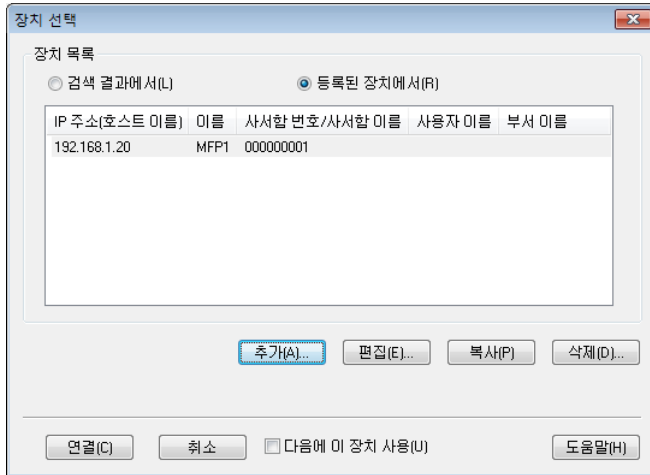 장치 선택
장치 목록
검색 결과에서(L) 등록된 장치에서(R)
IP 주소(호스트 이름) 이름 사서함 번호/사서함 이름 사용자 이름 부서 이름
192.168.1.20 MFP1 000000001
추가(A)... 편집(E)... 복사(P) 삭제(D)...
연결(C) 취소 다음에 이 장치 사용(U) 도움말(H)